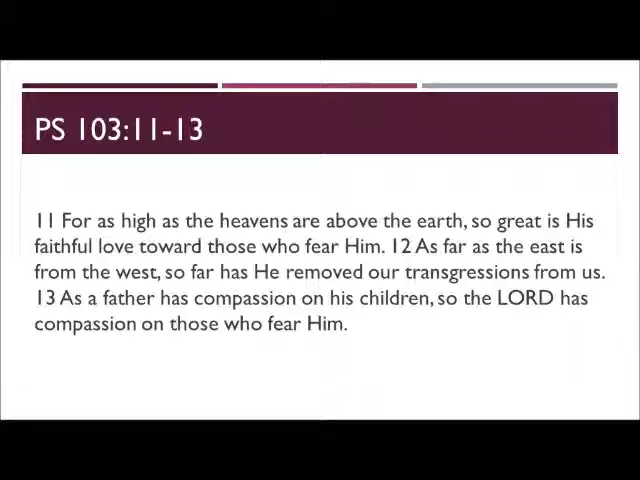 PS 103:11-13
11 For as high as the heavens are above the earth, so great is His
faithful love toward those who fear Him. 12 As far as the east is
from the west, so far has He removed our transgressions from us.
13 As a father has compassion on his children, so the LORD has
compassion on those who fear Him.